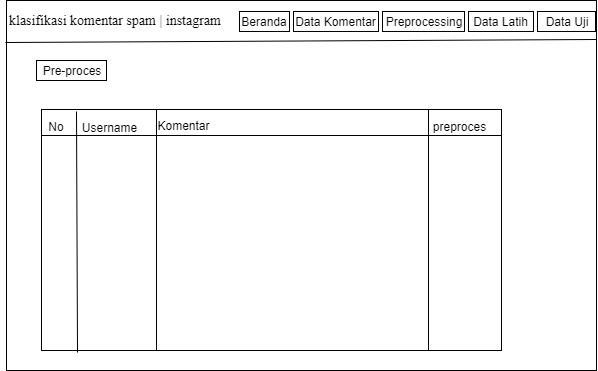 klasifikasi komentar spam | instagram Beranda Data Komentar Preprocessing Data Latih Data Uji
Pre-proces
No Username Komentar preproces